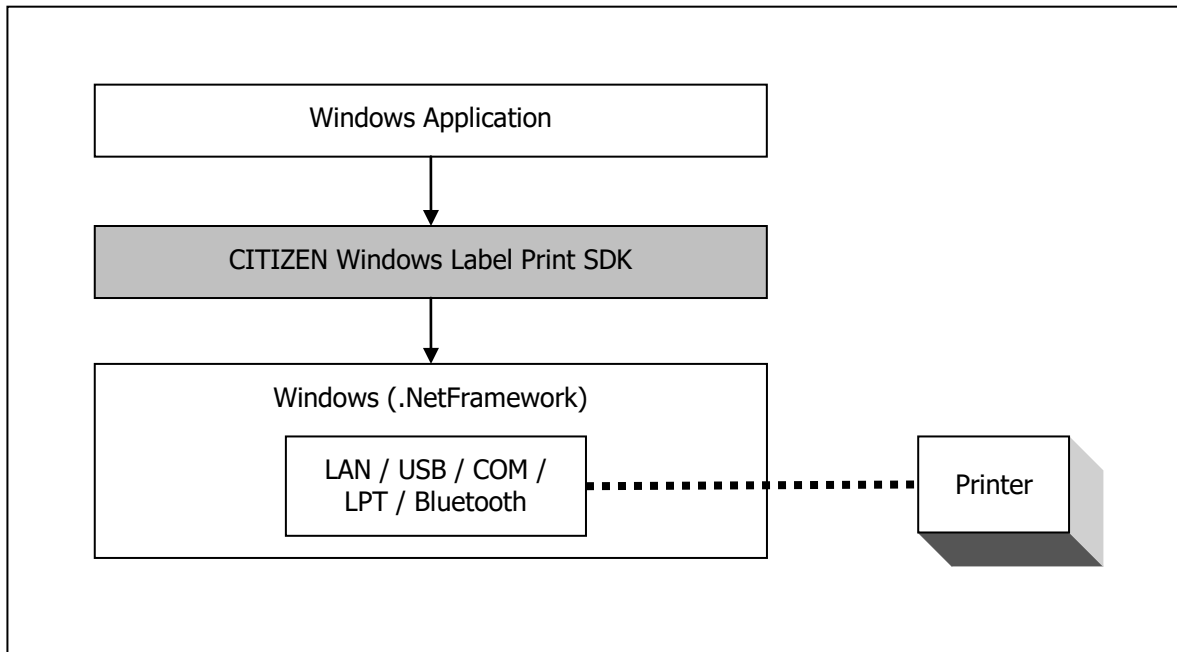 Windows Application
CITIZEN Windows Label Print SDK
Windows (.NetFramework)
LAN / USB / COM /
LPT / Bluetooth
Printer